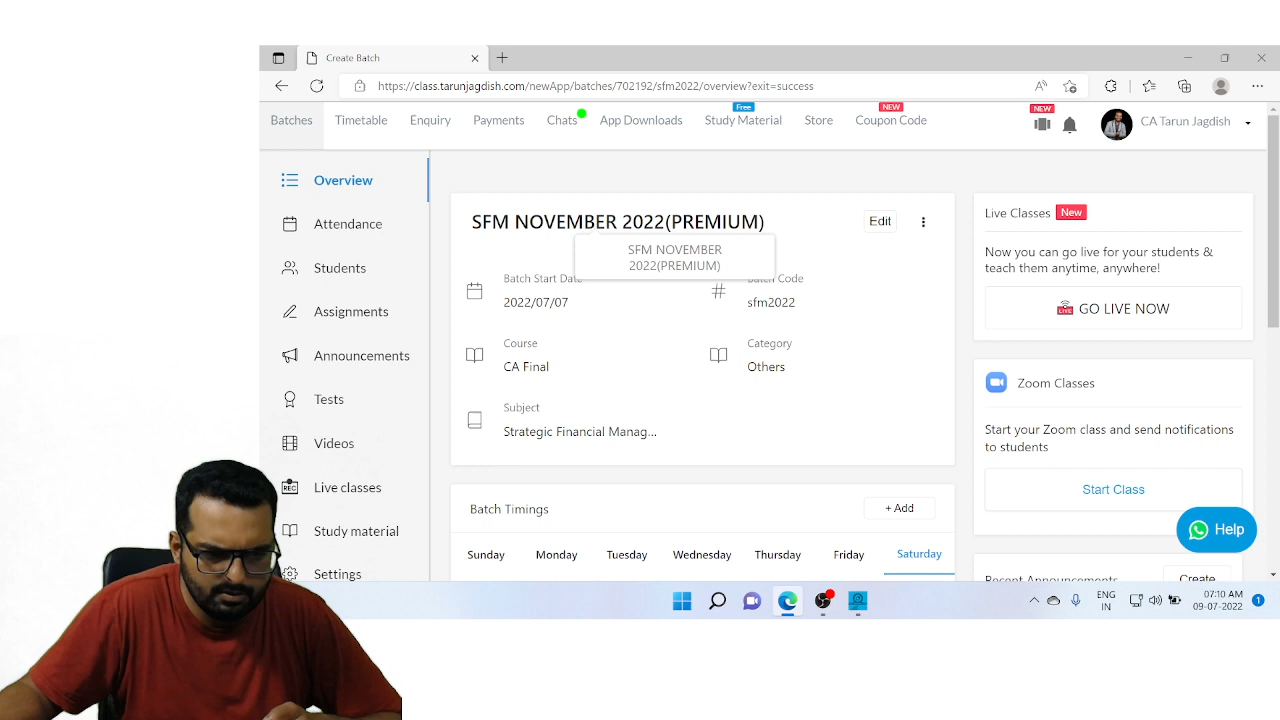 Create Batch
https://class.tarunjagdish.com/newApp/batches/702192/sfm2022/overview?exit=success
Free
NEW
NEW
Batches
Timetable
Enquiry
Payments
Chats
App Downloads
Study Material
Store
Coupon Code
CA Tarun Jagdish
Overview
Attendance
Students
Assignments
Announcements
Tests
Videos
REC
Live classes
Study material
Settings
SFM NOVEMBER 2022(PREMIUM)
Edit
SFM NOVEMBER
2022(PREMIUM)
Batch Start Date
2022/07/07
Batch Code
sfm2022
Course
CA Final
Category
Others
Subject
Strategic Financial Manag...
Batch Timings
+ Add
Sunday
Monday
Tuesday
Wednesday
Thursday
Friday
Saturday
Live Classes New
Now you can go live for your students &
teach them anytime, anywhere!
LIVE
GO LIVE NOW
Zoom Classes
Start your Zoom class and send notifications
to students
Start Class
Help
Recent Announcements
Create
ENG
IN
07:10 AM
09-07-2022
1